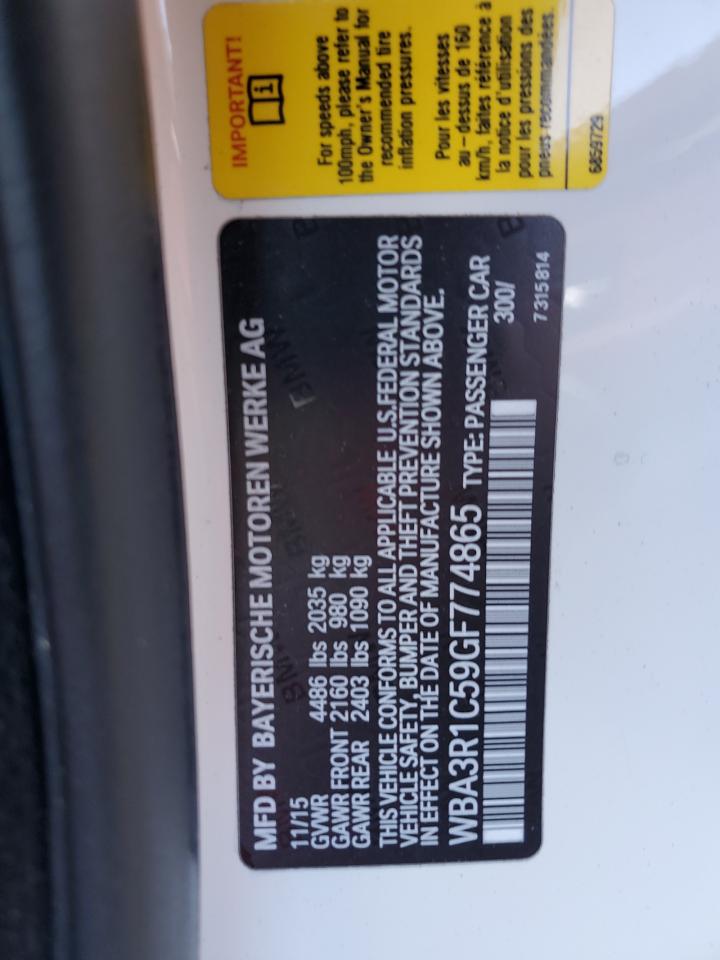 IMPORTANT!
i
For speeds above
100mph, please refer to
the Owner's Manual for
recommended tire
inflation pressures.
Pour les vitesses
au - dessus de 160
km/h, faites référence à
la notice d'utilisation
pour les pressions des
pneus recommandées.
6859729
MFD BY BAYERISCHE MOTOREN WERKE AG
11/15
GVWR 4486 lbs 2035 kg
GAWR FRONT 2160 lbs 980 kg
GAWR REAR 2403 lbs 1090 kg
THIS VEHICLE CONFORMS TO ALL APPLICABLE U.S.FEDERAL MOTOR
VEHICLE SAFETY, BUMPER AND THEFT PREVENTION STANDARDS
IN EFFECT ON THE DATE OF MANUFACTURE SHOWN ABOVE.
WBA3R1C59GF774865 TYPE: PASSENGER CAR
300/
7315814
BMW